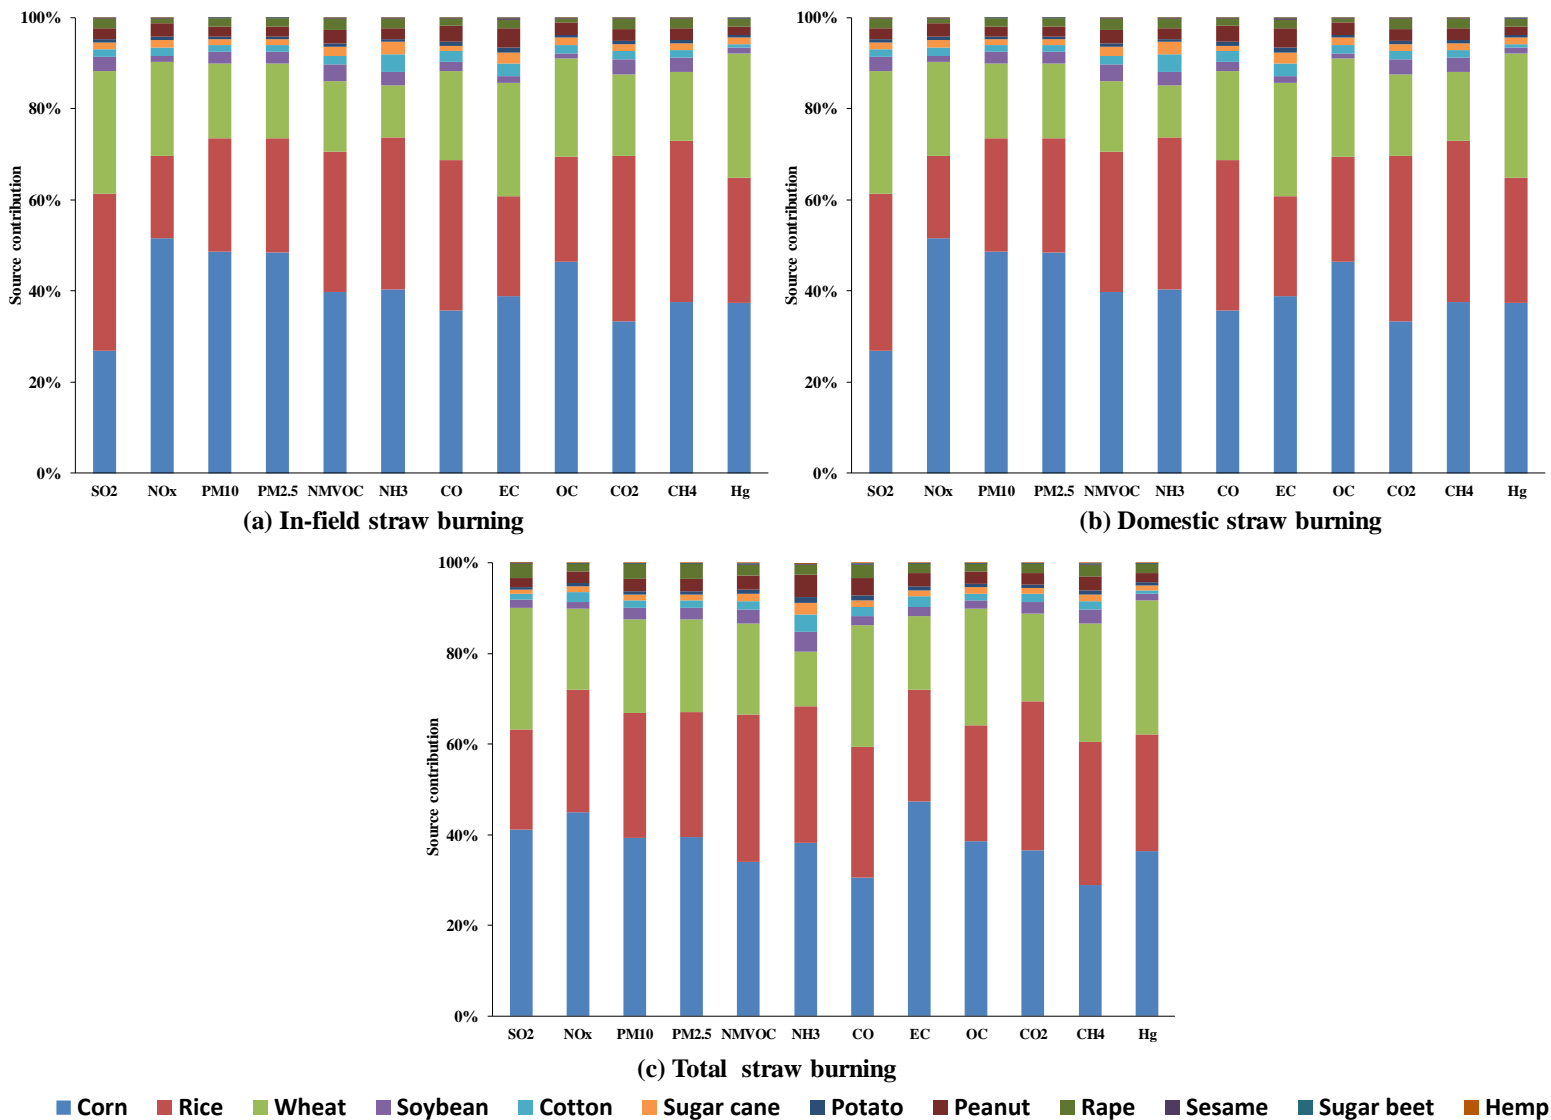 Source contribution
100%
80%
60%
40%
20%
0%
SO2 NOx PM10 PM2.5 NMVOC NH3 CO EC OC CO2 CH4 Hg
(a) In-field straw burning
Source contribution
100%
80%
60%
40%
20%
0%
SO2 NOx PM10 PM2.5 NMVOC NH3 CO EC OC CO2 CH4 Hg
(b) Domestic straw burning
Source contribution
100%
80%
60%
40%
20%
0%
SO2 NOx PM10 PM2.5 NMVOC NH3 CO EC OC CO2 CH4 Hg
(c) Total straw burning
Corn Rice Wheat Soybean Cotton Sugar cane Potato Peanut Rape Sesame Sugar beet Hemp